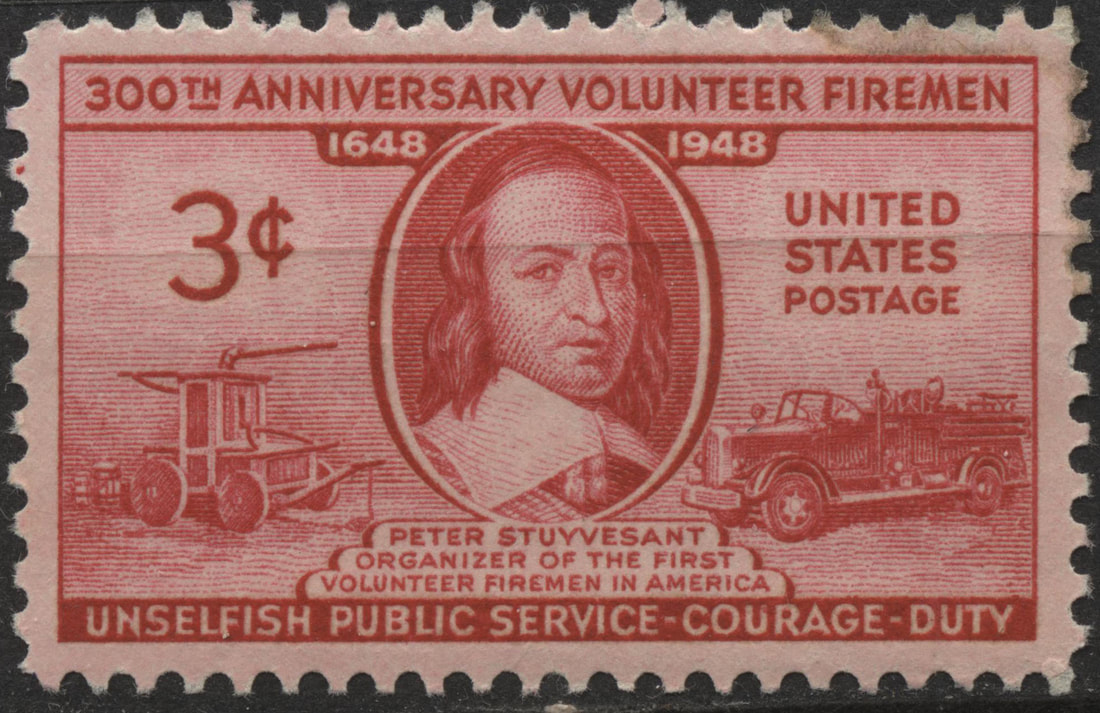 300TH ANNIVERSARY VOLUNTEER FIREMEN
1648 1948
3¢
UNITED
STATES
POSTAGE
PETER STUYVESANT
ORGANIZER OF THE FIRST
VOLUNTEER FIREMEN IN AMERICA
UNSELFISH PUBLIC SERVICE-COURAGE-DUTY